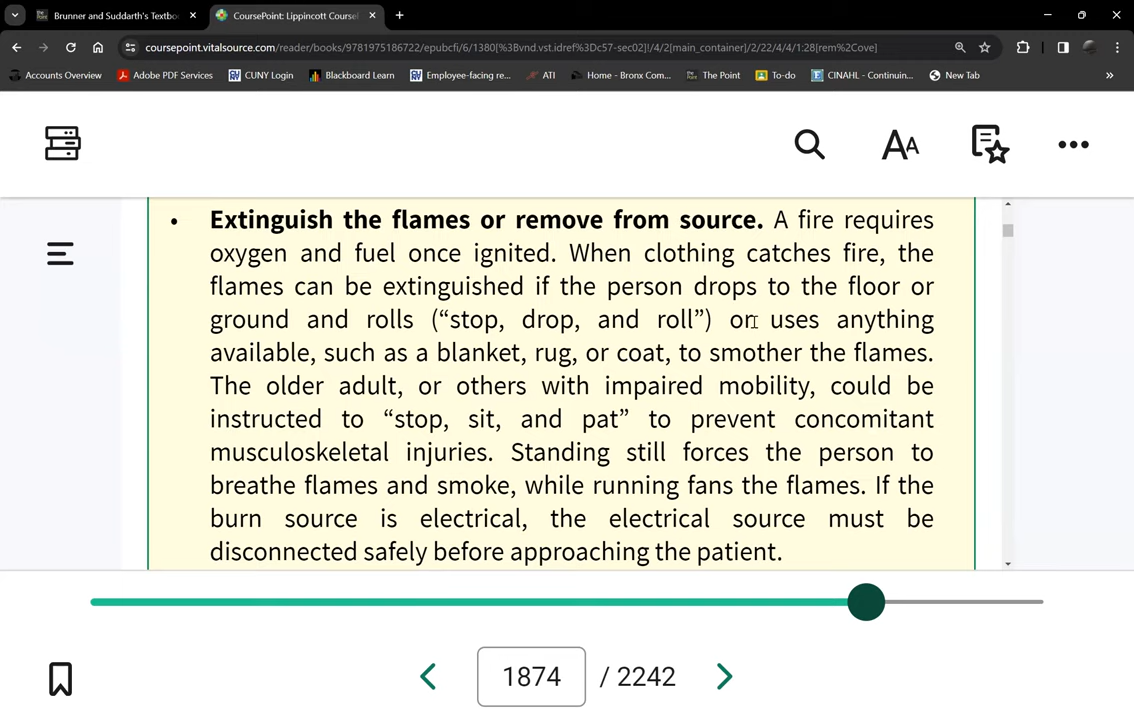 Brunner and Suddarth's Textbo
CoursePoint: Lippincott CourseP
coursepoint.vitalsource.com/reader/books/9781975186722/epubcfi/6/1380[%3Bvnd.vst.idref%3Dc57-sec02]!/4/2[main_container]/2/22/4/4/1:28[rem%2Cove]
Accounts Overview
Adobe PDF Services
CUNY Login
Blackboard Learn
Employee-facing re...
ATI
Home - Bronx Com...
The Point
To-do
CINAHL - Continuin...
New Tab
AA
• Extinguish the flames or remove from source. A fire requires
oxygen and fuel once ignited. When clothing catches fire, the
flames can be extinguished if the person drops to the floor or
ground and rolls (“stop, drop, and roll”) or uses anything
available, such as a blanket, rug, or coat, to smother the flames.
The older adult, or others with impaired mobility, could be
instructed to “stop, sit, and pat” to prevent concomitant
musculoskeletal injuries. Standing still forces the person to
breathe flames and smoke, while running fans the flames. If the
burn source is electrical, the electrical source must be
disconnected safely before approaching the patient.
1874 / 2242